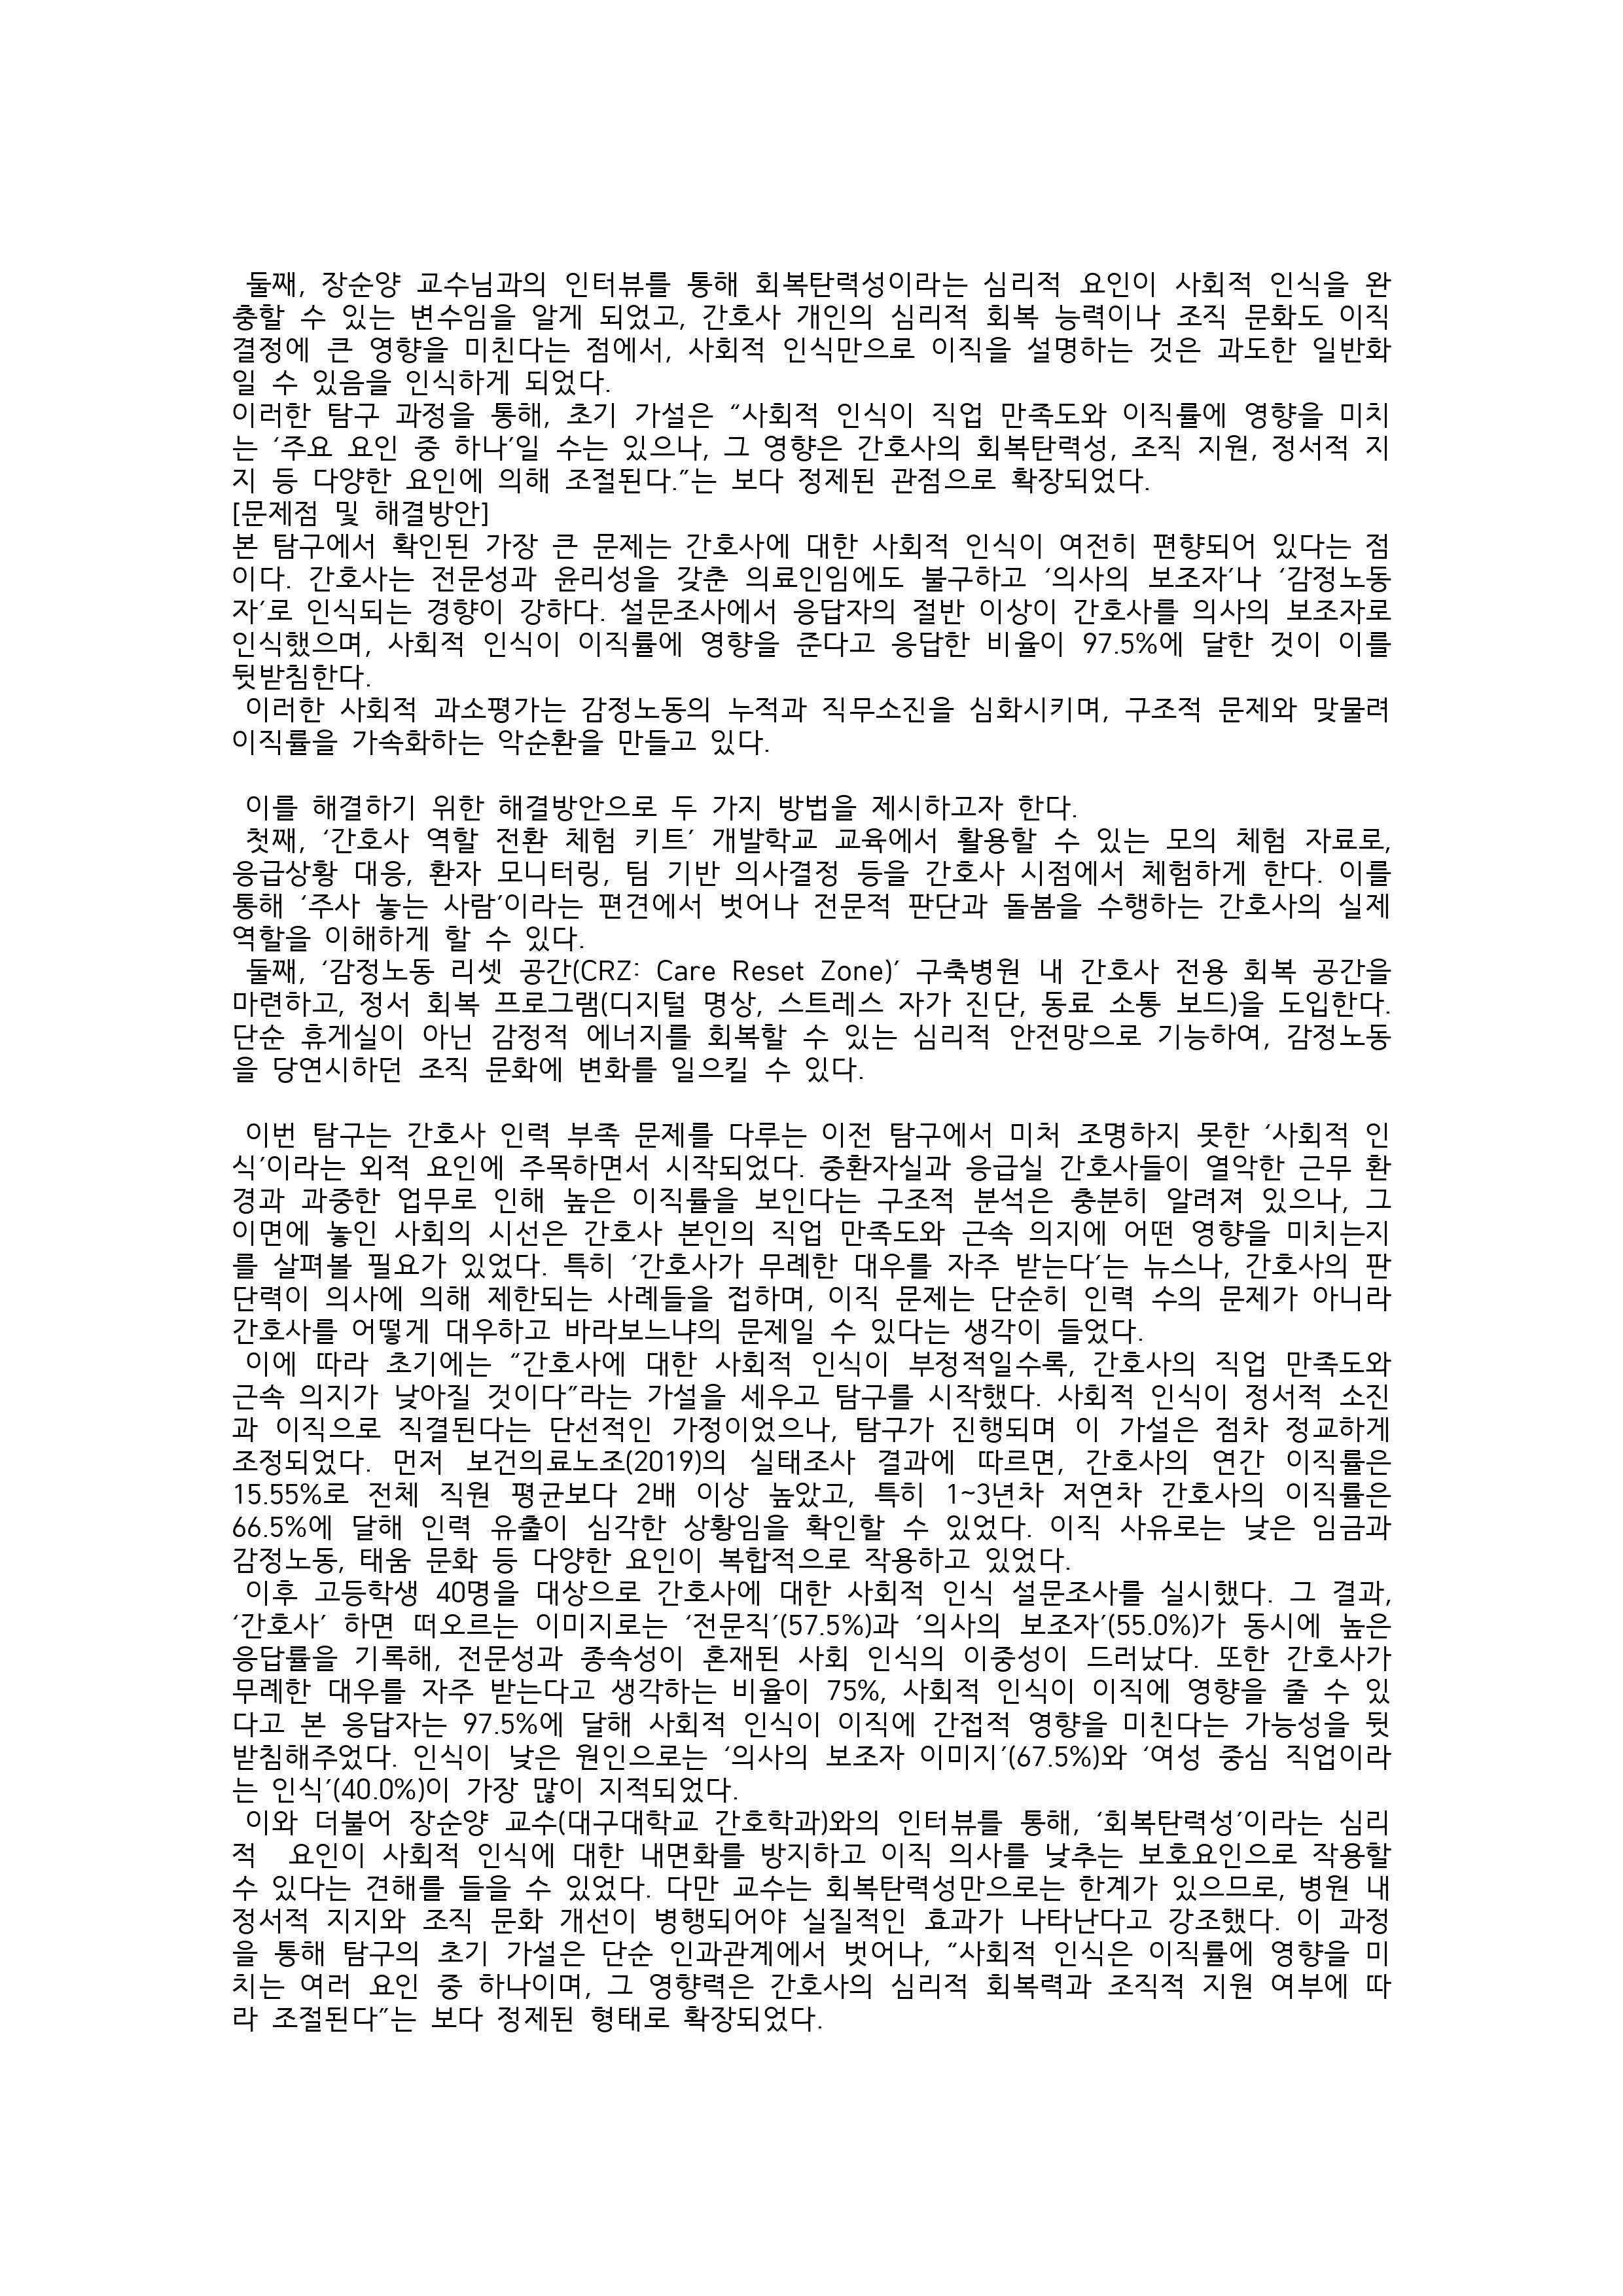 둘째, 장순양 교수님과의 인터뷰를 통해 회복탄력성이라는 심리적 요인이 사회적 인식을 완
충할 수 있는 변수임을 알게 되었고, 간호사 개인의 심리적 회복 능력이나 조직 문화도 이직
결정에 큰 영향을 미친다는 점에서, 사회적 인식만으로 이직을 설명하는 것은 과도한 일반화
일 수 있음을 인식하게 되었다.
이러한 탐구 과정을 통해, 초기 가설은 “사회적 인식이 직업 만족도와 이직률에 영향을 미치
는 ‘주요 요인 중 하나’일 수는 있으나, 그 영향은 간호사의 회복탄력성, 조직 지원, 정서적 지
지 등 다양한 요인에 의해 조절된다.”는 보다 정제된 관점으로 확장되었다.
[문제점 및 해결방안]
본 탐구에서 확인된 가장 큰 문제는 간호사에 대한 사회적 인식이 여전히 편향되어 있다는 점
이다. 간호사는 전문성과 윤리성을 갖춘 의료인임에도 불구하고 ‘의사의 보조자’나 ‘감정노동
자’로 인식되는 경향이 강하다. 설문조사에서 응답자의 절반 이상이 간호사를 의사의 보조자로
인식했으며, 사회적 인식이 이직률에 영향을 준다고 응답한 비율이 97.5%에 달한 것이 이를
뒷받침한다.
이러한 사회적 과소평가는 감정노동의 누적과 직무소진을 심화시키며, 구조적 문제와 맞물려
이직률을 가속화하는 악순환을 만들고 있다.
이를 해결하기 위한 해결방안으로 두 가지 방법을 제시하고자 한다.
첫째, ‘간호사 역할 전환 체험 키트’ 개발학교 교육에서 활용할 수 있는 모의 체험 자료로,
응급상황 대응, 환자 모니터링, 팀 기반 의사결정 등을 간호사 시점에서 체험하게 한다. 이를
통해 ‘주사 놓는 사람’이라는 편견에서 벗어나 전문적 판단과 돌봄을 수행하는 간호사의 실제
역할을 이해하게 할 수 있다.
둘째, ‘감정노동 리셋 공간(CRZ: Care Reset Zone)’ 구축병원 내 간호사 전용 회복 공간을
마련하고, 정서 회복 프로그램(디지털 명상, 스트레스 자가 진단, 동료 소통 보드)을 도입한다.
단순 휴게실이 아닌 감정적 에너지를 회복할 수 있는 심리적 안전망으로 기능하여, 감정노동
을 당연시하던 조직 문화에 변화를 일으킬 수 있다.
이번 탐구는 간호사 인력 부족 문제를 다루는 이전 탐구에서 미처 조명하지 못한 ‘사회적 인
식’이라는 외적 요인에 주목하면서 시작되었다. 중환자실과 응급실 간호사들이 열악한 근무 환
경과 과중한 업무로 인해 높은 이직률을 보인다는 구조적 분석은 충분히 알려져 있으나, 그
이면에 놓인 사회의 시선은 간호사 본인의 직업 만족도와 근속 의지에 어떤 영향을 미치는지
를 살펴볼 필요가 있었다. 특히 ‘간호사가 무례한 대우를 자주 받는다’는 뉴스나, 간호사의 판
단력이 의사에 의해 제한되는 사례들을 접하며, 이직 문제는 단순히 인력 수의 문제가 아니라
간호사를 어떻게 대우하고 바라보느냐의 문제일 수 있다는 생각이 들었다.
이에 따라 초기에는 “간호사에 대한 사회적 인식이 부정적일수록, 간호사의 직업 만족도와
근속 의지가 낮아질 것이다”라는 가설을 세우고 탐구를 시작했다. 사회적 인식이 정서적 소진
과 이직으로 직결된다는 단선적인 가정이었으나, 탐구가 진행되며 이 가설은 점차 정교하게
조정되었다. 먼저 보건의료노조(2019)의 실태조사 결과에 따르면, 간호사의 연간 이직률은
15.55%로 전체 직원 평균보다 2배 이상 높았고, 특히 1~3년차 저연차 간호사의 이직률은
66.5%에 달해 인력 유출이 심각한 상황임을 확인할 수 있었다. 이직 사유로는 낮은 임금과
감정노동, 태움 문화 등 다양한 요인이 복합적으로 작용하고 있었다.
이후 고등학생 40명을 대상으로 간호사에 대한 사회적 인식 설문조사를 실시했다. 그 결과,
‘간호사’ 하면 떠오르는 이미지로는 ‘전문직’(57.5%)과 ‘의사의 보조자’(55.0%)가 동시에 높은
응답률을 기록해, 전문성과 종속성이 혼재된 사회 인식의 이중성이 드러났다. 또한 간호사가
무례한 대우를 자주 받는다고 생각하는 비율이 75%, 사회적 인식이 이직에 영향을 줄 수 있
다고 본 응답자는 97.5%에 달해 사회적 인식이 이직에 간접적 영향을 미친다는 가능성을 뒷
받침해주었다. 인식이 낮은 원인으로는 ‘의사의 보조자 이미지’(67.5%)와 ‘여성 중심 직업이라
는 인식’(40.0%)이 가장 많이 지적되었다.
이와 더불어 장순양 교수(대구대학교 간호학과)와의 인터뷰를 통해, ‘회복탄력성’이라는 심리
적 요인이 사회적 인식에 대한 내면화를 방지하고 이직 의사를 낮추는 보호요인으로 작용할
수 있다는 견해를 들을 수 있었다. 다만 교수는 회복탄력성만으로는 한계가 있으므로, 병원 내
정서적 지지와 조직 문화 개선이 병행되어야 실질적인 효과가 나타난다고 강조했다. 이 과정
을 통해 탐구의 초기 가설은 단순 인과관계에서 벗어나, “사회적 인식은 이직률에 영향을 미
치는 여러 요인 중 하나이며, 그 영향력은 간호사의 심리적 회복력과 조직적 지원 여부에 따
라 조절된다”는 보다 정제된 형태로 확장되었다.